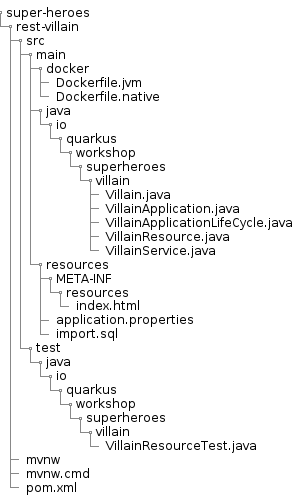 super-heroes
rest-villain
src
main
docker
Dockerfile.jvm
Dockerfile.native
java
io
quarkus
workshop
superheroes
villain
Villain.java
VillainApplication.java
VillainApplicationLifeCycle.java
VillainResource.java
VillainService.java
resources
META-INF
resources
index.html
application.properties
import.sql
test
java
io
quarkus
workshop
superheroes
villain
VillainResourceTest.java
mvnw
mvnw.cmd
pom.xml